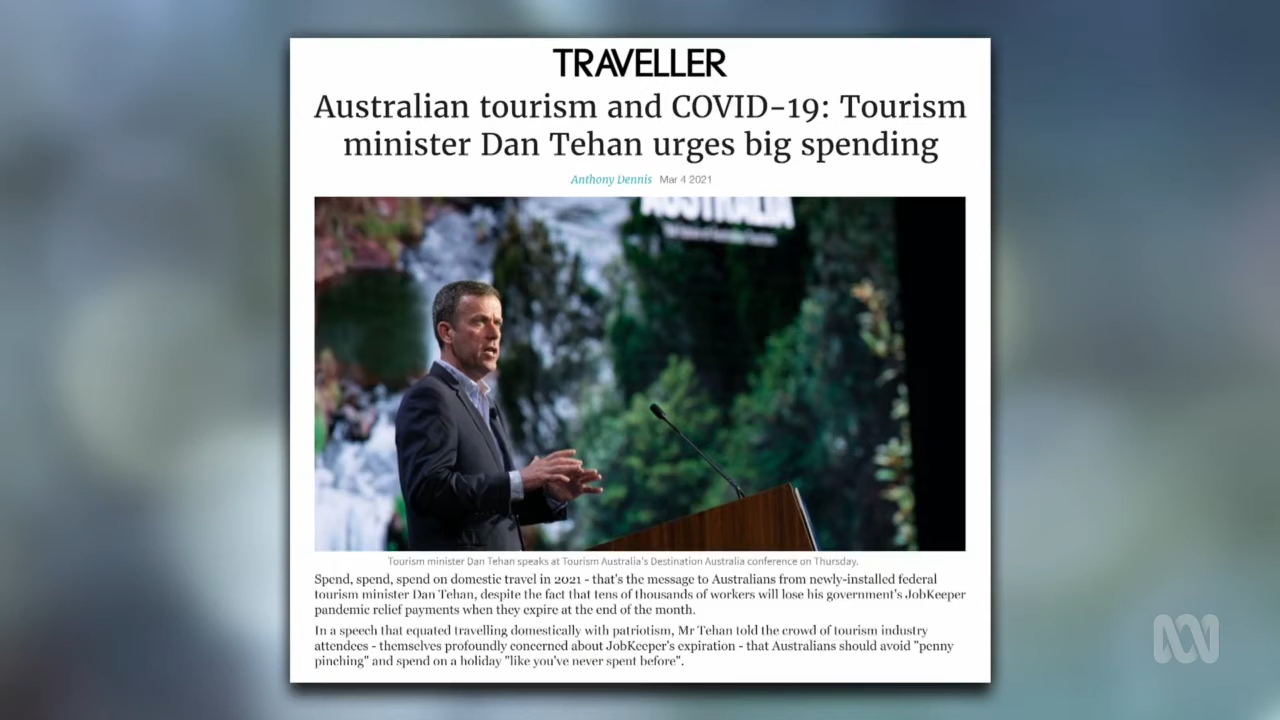 TRAVELLER
Australian tourism and COVID-19: Tourism
minister Dan Tehan urges big spending
Anthony Dennis Mar 4 2021
AUSTRALIA
Tourism minister Dan Tehan speaks at Tourism Australia's Destination Australia conference on Thursday.
Spend, spend, spend on domestic travel in 2021 - that's the message to Australians from newly-installed federal
tourism minister Dan Tehan, despite the fact that tens of thousands of workers will lose his government's JobKeeper
pandemic relief payments when they expire at the end of the month.
In a speech that equated travelling domestically with patriotism, Mr Tehan told the crowd of tourism industry
attendees - themselves profoundly concerned about JobKeeper's expiration - that Australians should avoid "penny
pinching" and spend on a holiday "like you've never spent before".